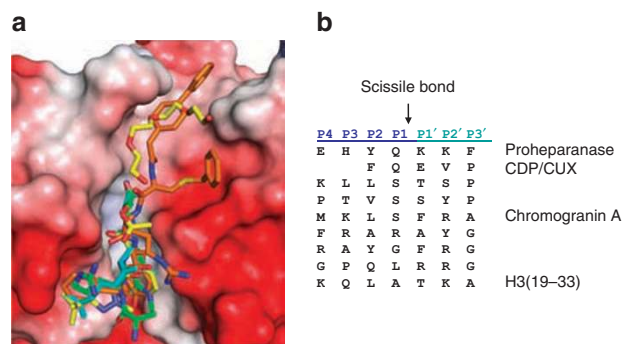 a
b
Scissile bond
P4 P3 P2 P1 P1′ P2′ P3′
E H Y Q K K F Proheparanase
F Q E V P CDP/CUX
K L L S T S P
P T V S S Y P
M K L S F R A Chromogranin A
F R A R A Y G
R A Y G F R G
G P Q L R R G
K Q L A T K A H3(19–33)